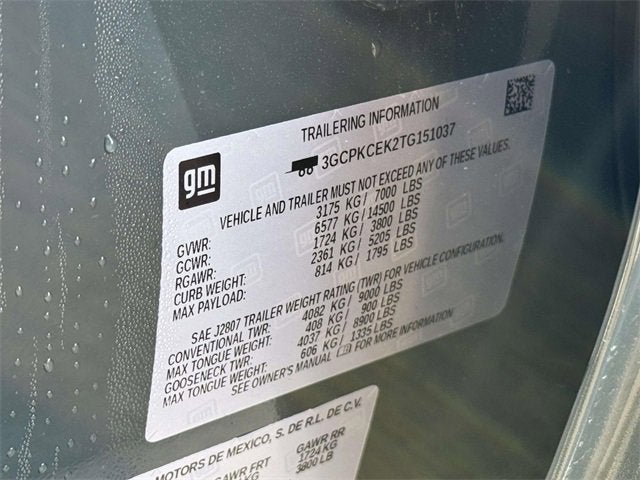 TRAILERING INFORMATION
gm
3GCPKCEK2TG151037
VEHICLE AND TRAILER MUST NOT EXCEED ANY OF THESE VALUES.
GVWR: 3175 KG / 7000 LBS
GCWR: 6577 KG / 14500 LBS
RGAWR: 1724 KG / 3800 LBS
CURB WEIGHT: 2361 KG / 5205 LBS
MAX PAYLOAD: 814 KG / 1795 LBS
SAE J2807 TRAILER WEIGHT RATING (TWR) FOR VEHICLE CONFIGURATION.
CONVENTIONAL TWR: 4082 KG / 9000 LBS
MAX TONGUE WEIGHT: 408 KG / 900 LBS
GOOSENECK TWR: 4037 KG / 8900 LBS
MAX TONGUE WEIGHT: 606 KG / 1335 LBS
SEE OWNER'S MANUAL FOR MORE INFORMATION
MOTORS DE MEXICO, S. DE R.L. DE C.V.
GAWR FRT GAWR RR
1724 KG
3800 LB